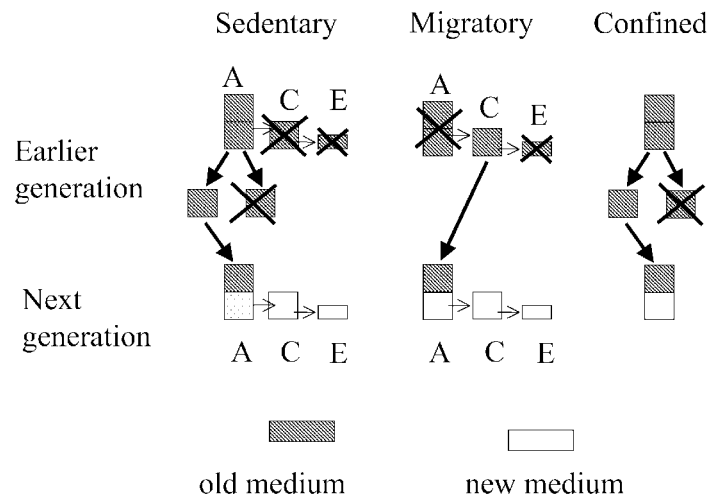 Sedentary Migratory Confined
A C E A C E
Earlier
generation
Next
generation
A C E A C E
old medium new medium